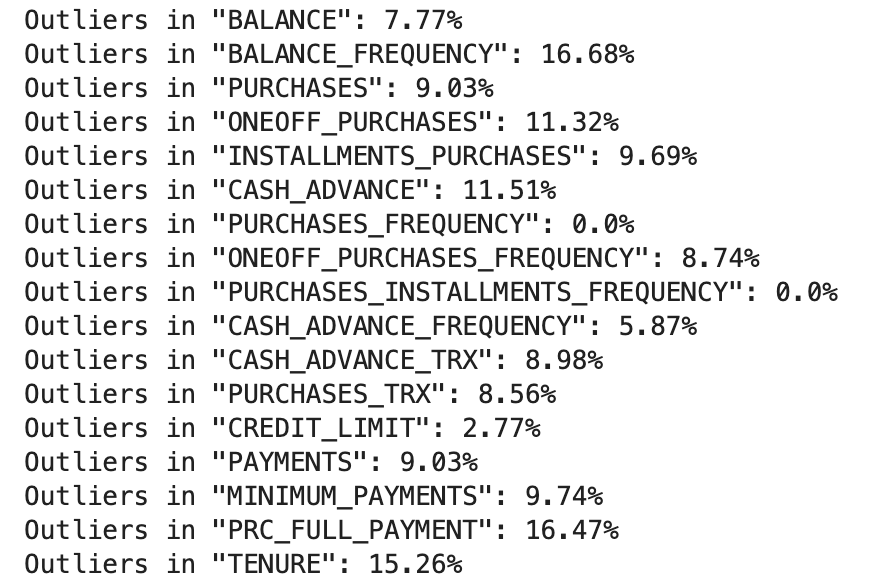 Outliers in "BALANCE": 7.77%
Outliers in "BALANCE_FREQUENCY": 16.68%
Outliers in "PURCHASES": 9.03%
Outliers in "ONEOFF_PURCHASES": 11.32%
Outliers in "INSTALLMENTS_PURCHASES": 9.69%
Outliers in "CASH_ADVANCE": 11.51%
Outliers in "PURCHASES_FREQUENCY": 0.0%
Outliers in "ONEOFF_PURCHASES_FREQUENCY": 8.74%
Outliers in "PURCHASES_INSTALLMENTS_FREQUENCY": 0.0%
Outliers in "CASH_ADVANCE_FREQUENCY": 5.87%
Outliers in "CASH_ADVANCE_TRX": 8.98%
Outliers in "PURCHASES_TRX": 8.56%
Outliers in "CREDIT_LIMIT": 2.77%
Outliers in "PAYMENTS": 9.03%
Outliers in "MINIMUM_PAYMENTS": 9.74%
Outliers in "PRC_FULL_PAYMENT": 16.47%
Outliers in "TENURE": 15.26%